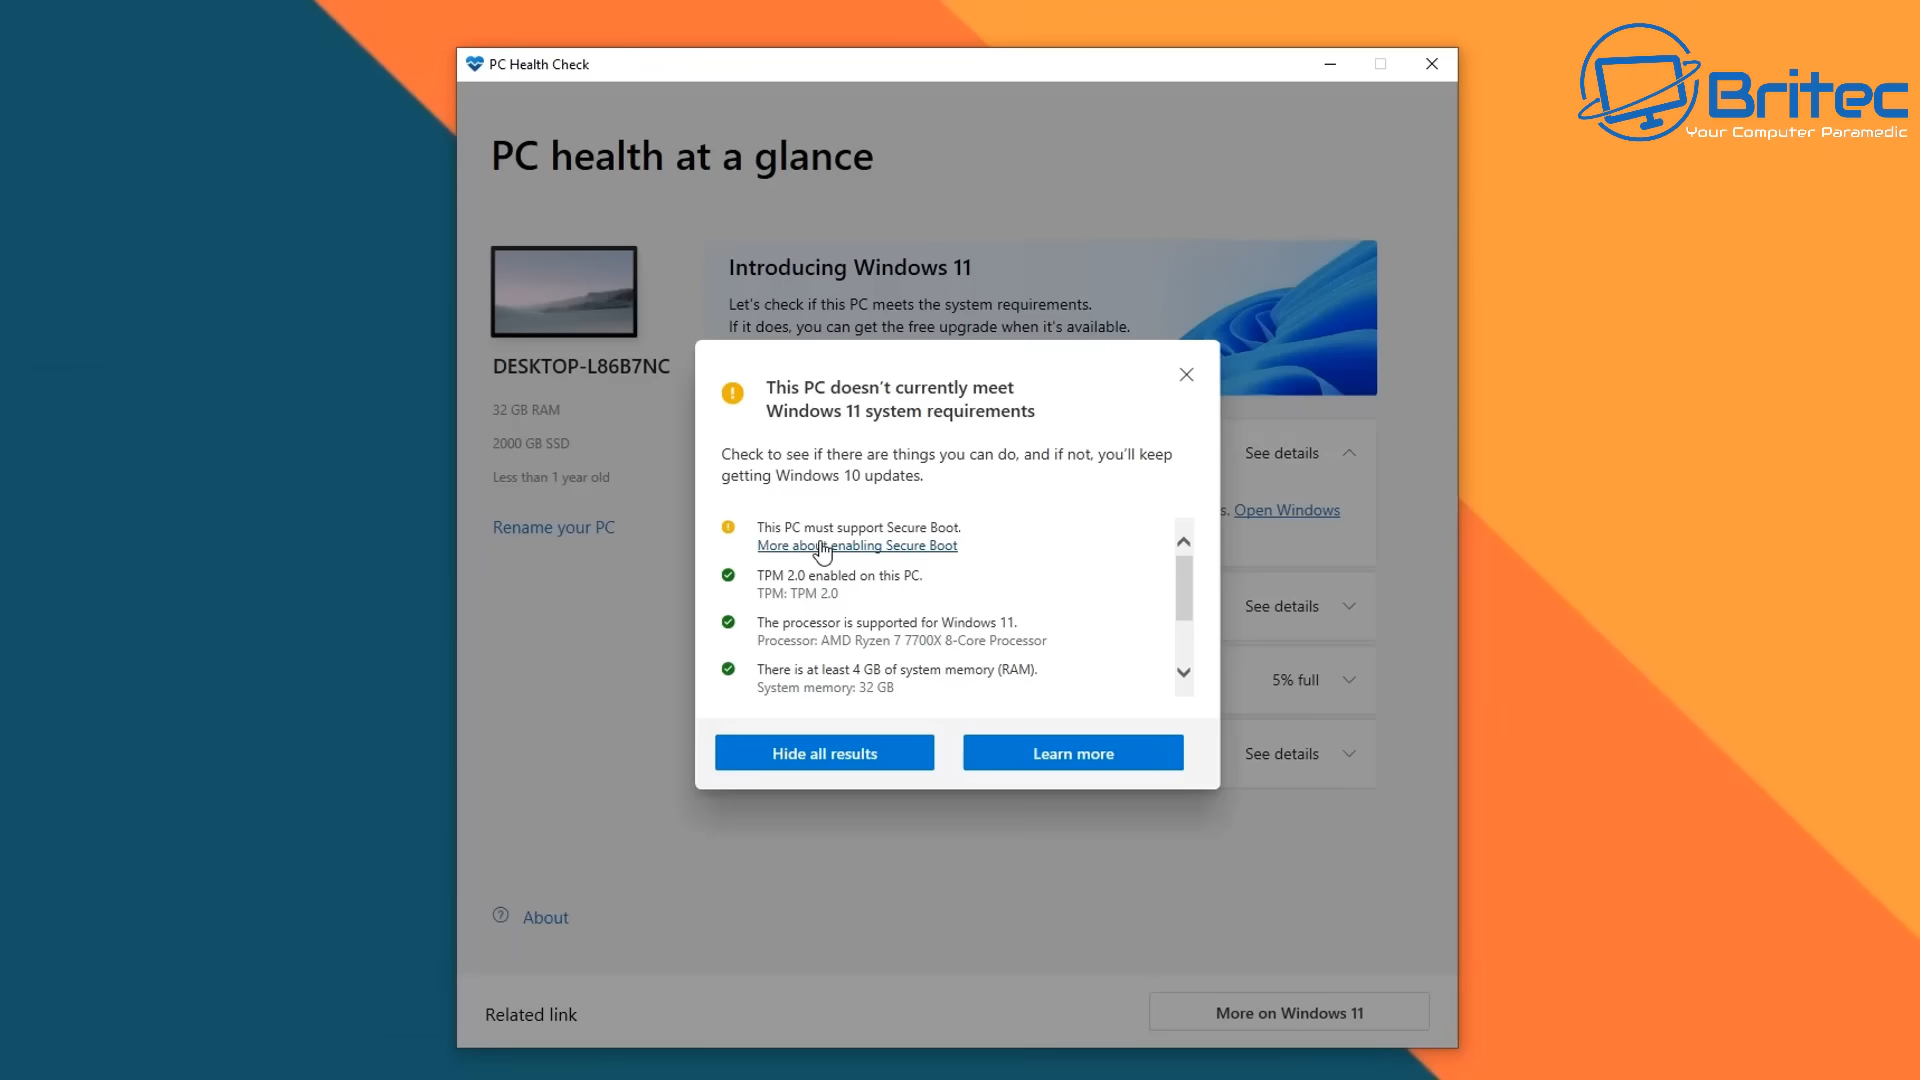 PC Health Check
Britec
Your Computer Paramedic
PC health at a glance
Introducing Windows 11
Let's check if this PC meets the system requirements.
If it does, you can get the free upgrade when it's available.
DESKTOP-L86B7NC
32 GB RAM
2000 GB SSD
Less than 1 year old
Rename your PC
This PC doesn't currently meet
Windows 11 system requirements
Check to see if there are things you can do, and if not, you'll keep
getting Windows 10 updates.
This PC must support Secure Boot.
More about enabling Secure Boot
TPM 2.0 enabled on this PC.
TPM: TPM 2.0
The processor is supported for Windows 11.
Processor: AMD Ryzen 7 7700X 8-Core Processor
There is at least 4 GB of system memory (RAM).
System memory: 32 GB
Hide all results
Learn more
See details
s. Open Windows
See details
5% full
See details
About
Related link
More on Windows 11